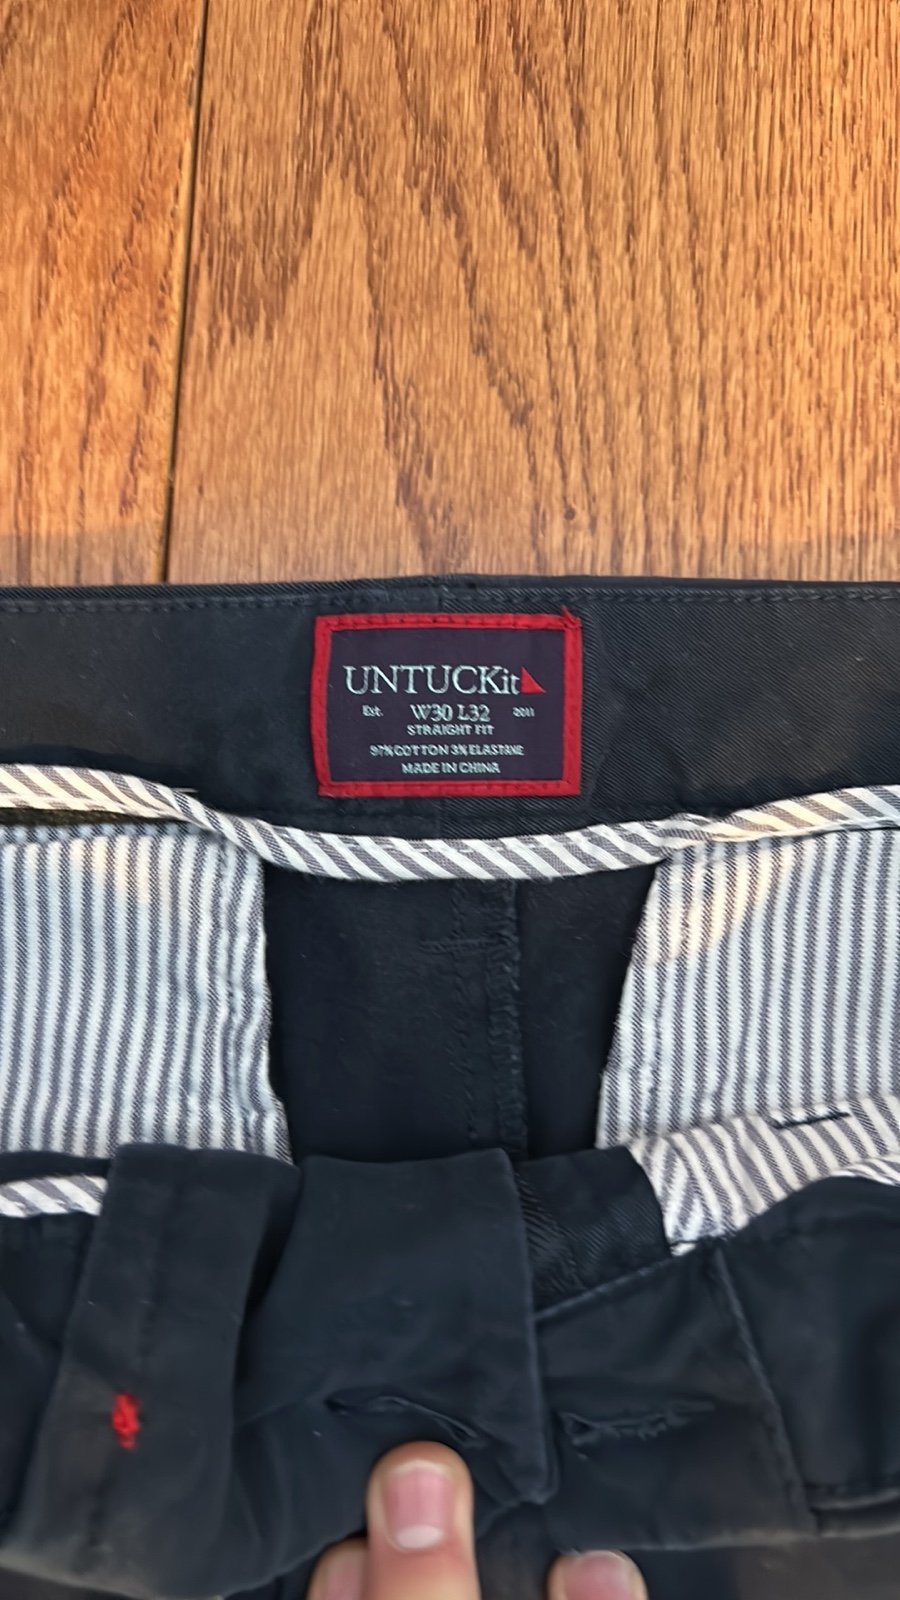 UNTUCKit
Est. W30 L32 2011
STRAIGHT FIT
97% COTTON 3% ELASTANE
MADE IN CHINA